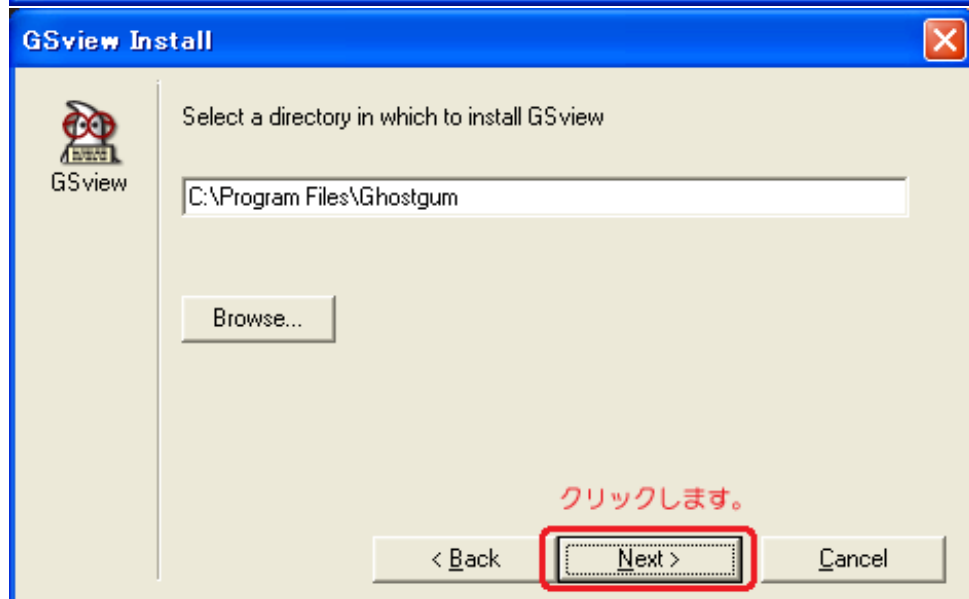 GSview Install
Select a directory in which to install GSview
GSview
C:\Program Files\Ghostgum
Browse...
クリックします。
< Back
Next >
Cancel